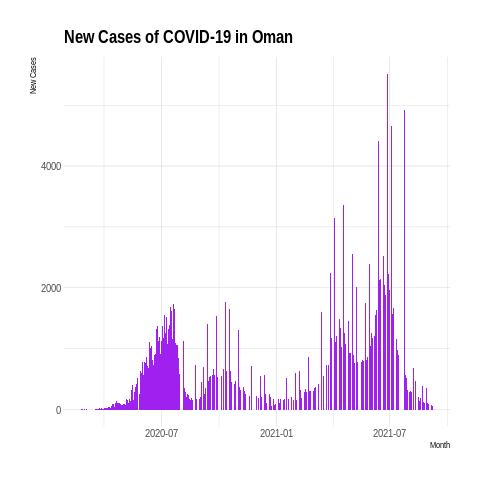 New Cases of COVID-19 in Oman
New Cases
4000
2000
0
2020-07
2021-01
2021-07
Month